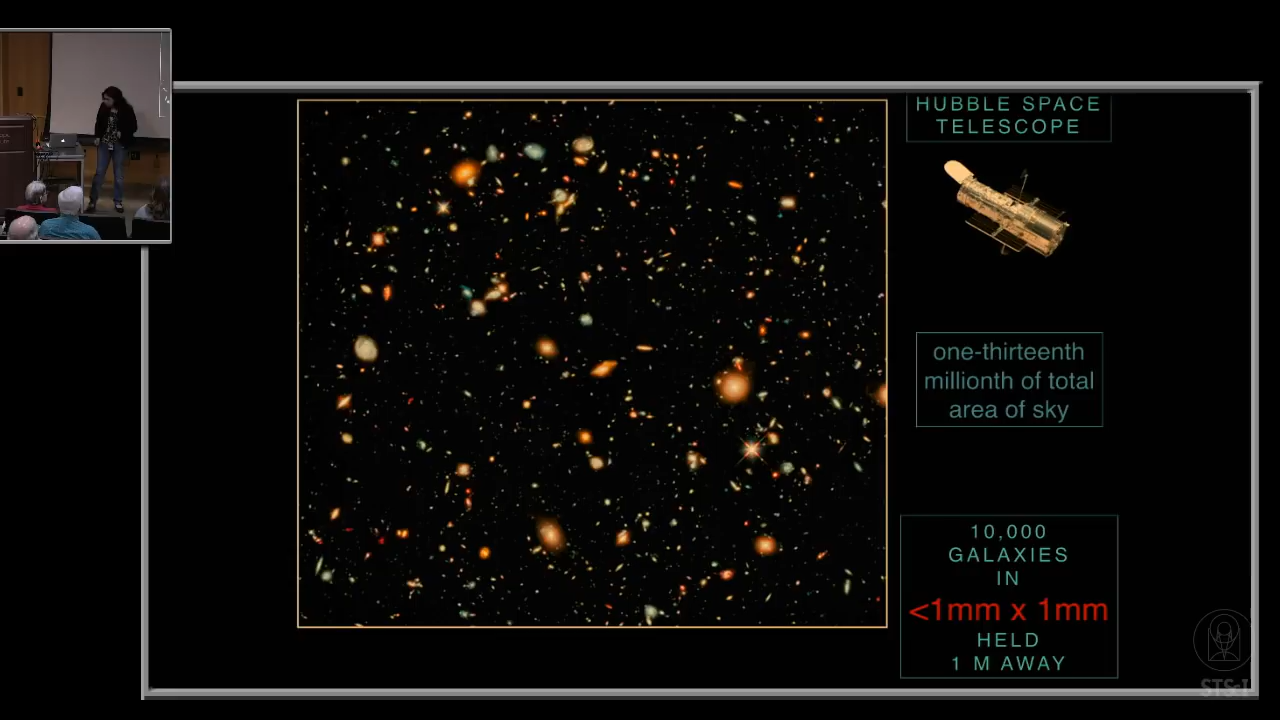 HUBBLE SPACE
TELESCOPE
one-thirteenth
millionth of total
area of sky
10,000
GALAXIES
IN
<1mm x 1mm
HELD
1 M AWAY
STScI